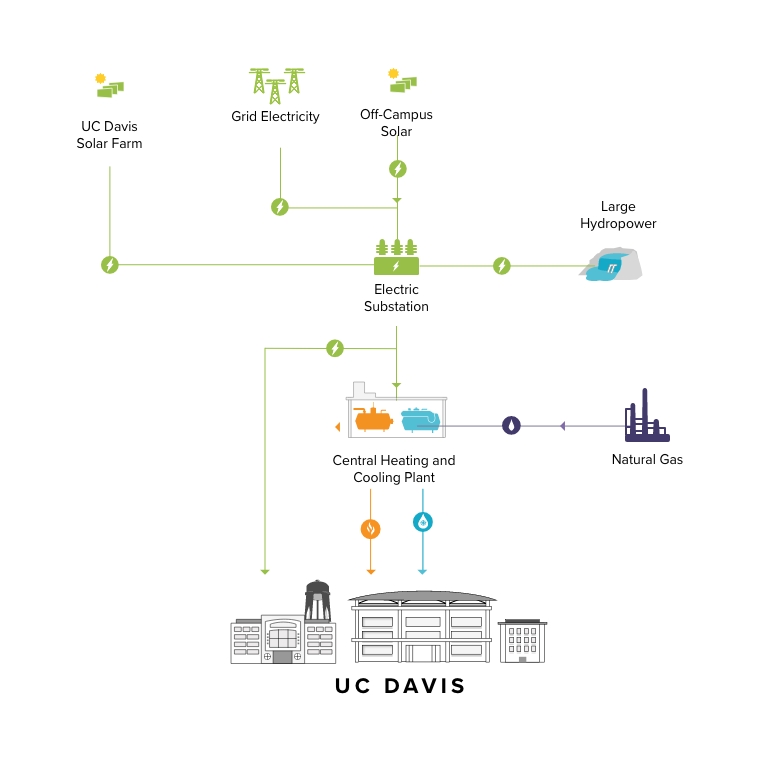 UC Davis
Solar Farm
Grid Electricity
Off-Campus
Solar
Large
Hydropower
Electric
Substation
Central Heating and
Cooling Plant
Natural Gas
UC DAVIS